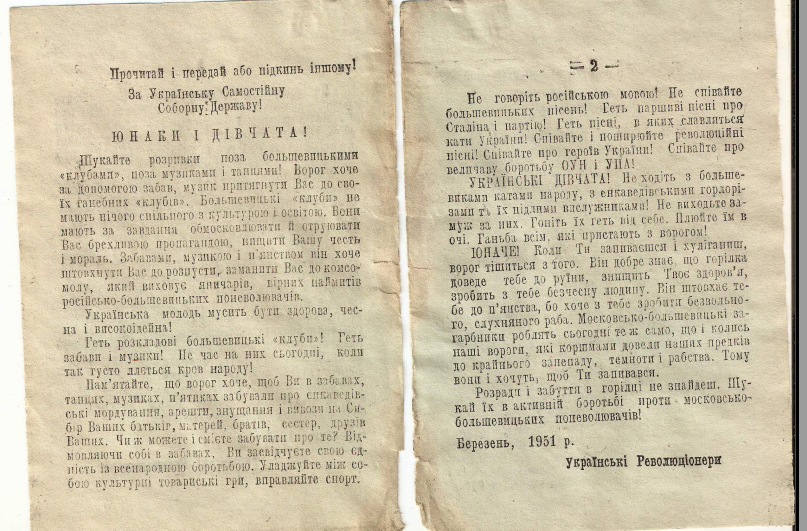 Прочитай і передай або підкинь іншому!
За Українську Самостійну
Соборну Державу!
ЮНАКИ І ДІВЧАТА!
Шукайте розривки поза большевицькими
«клубами», поза музиками і танцями! Ворог хоче
за допомогою забав, музик притягнути Вас до сво-
їх ганебних «клубів». Большевицькі «клуби» не
мають нічого спільного з культурою і освітою. Вони
мають за завдання обмосковлювати й отруювати
Вас брехливою пропагандою, нищити Вашу честь
і мораль. Забавами, музикою і п'янством він хоче
штовхнути Вас до розпусти, заманити Вас до комсо-
молу, який виховує яничарів, вірних наймитів
російсько-большевицьких поневолювачів.
Українська молодь мусить бути здорова, чес-
на і високоідейна!
Геть розкладові большевицькі «клуби»! Геть
забави і музики! Не час на них сьогодні, коли
так густо ллється кров народу!
Пам'ятайте, що ворог хоче, щоб Ви в забавах,
танцях, музиках, п'ятиках забували про енкаведів-
ські мордування, арешти, знущання і вивози на Си-
бір Ваших батьків, матерей, братів, сестер, друзів
Ваших. Чи ж можете і смієте забувати про те? Від-
мовляючи собі в забавах, Ви засвідчуєте свою єд-
ність із всенародною боротьбою. Уладжуйте між со-
бою культурні товариські гри, вправляйте спорт.
— 2 —
Не говоріть російською мовою! Не співайте
большевицьких пісень! Геть паршиві пісні про
Сталіна і партію! Геть пісні, в яких славляться
кати України! Співайте і поширюйте революційні
пісні! Співайте про героїв України! Співайте про
величаву боротьбу ОУН і УПА!
УКРАЇНСЬКІ ДІВЧАТА! Не ходіть з больше-
виками катами народу, з енкаведівськими горлорі-
зами та їх підлими вислужниками! Не виходьте за-
муж за них. Гоніть їх геть від себе. Плюйте їм в
очі. Ганьба всім, які пристають з ворогом!
ЮНАЧЕ! Коли Ти запиваєшся і хуліганиш,
ворог тішиться з того. Він добре знає, що горілка
доведе тебе до руїни, знищить Твоє здоров'я,
зробить з тебе безчесну людину. Він штовхає те-
бе до п'янства, бо хоче з тебе зробити безвольно-
го, слухняного раба. Московсько-большевицькі за-
гарбники роблять сьогодні те ж само, що і колись
наші вороги, які коршмами довели наших предків
до крайнього занепаду, темноти і рабства. Тому
вони і хочуть, щоб Ти запивався.
Розради і забуття в горілці не знайдеш. Шу-
кай їх в активній боротьбі проти московсько-
большевицьких поневолювачів!
Березень, 1951 р.
Українські Революціонери